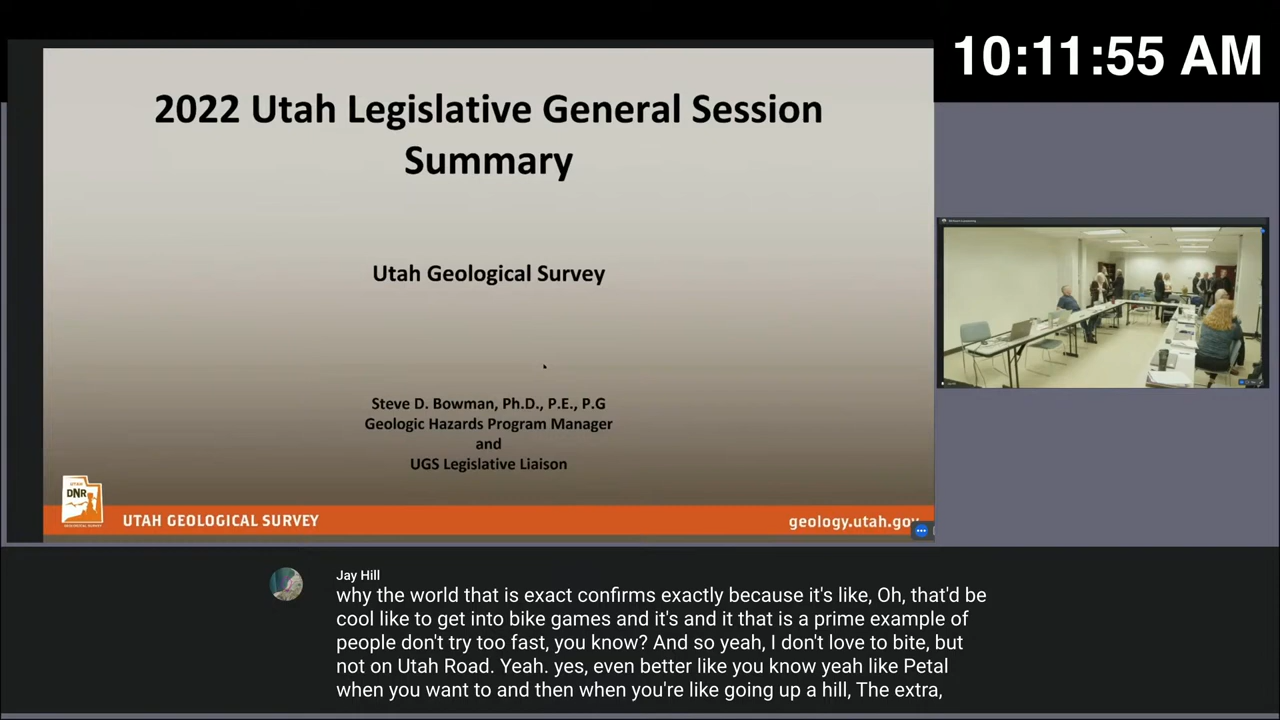 10:11:55 AM
2022 Utah Legislative General Session
Summary
Utah Geological Survey
Steve D. Bowman, Ph.D., P.E., P.G
Geologic Hazards Program Manager
and
UGS Legislative Liaison
UTAH
DNR
UTAH GEOLOGICAL SURVEY
geology.utah.gov
Jay Hill
why the world that is exact confirms exactly because it's like, Oh, that'd be
cool like to get into bike games and it's and it that is a prime example of
people don't try too fast, you know? And so yeah, I don't love to bite, but
not on Utah Road. Yeah. yes, even better like you know yeah like Petal
when you want to and then when you're like going up a hill, The extra,